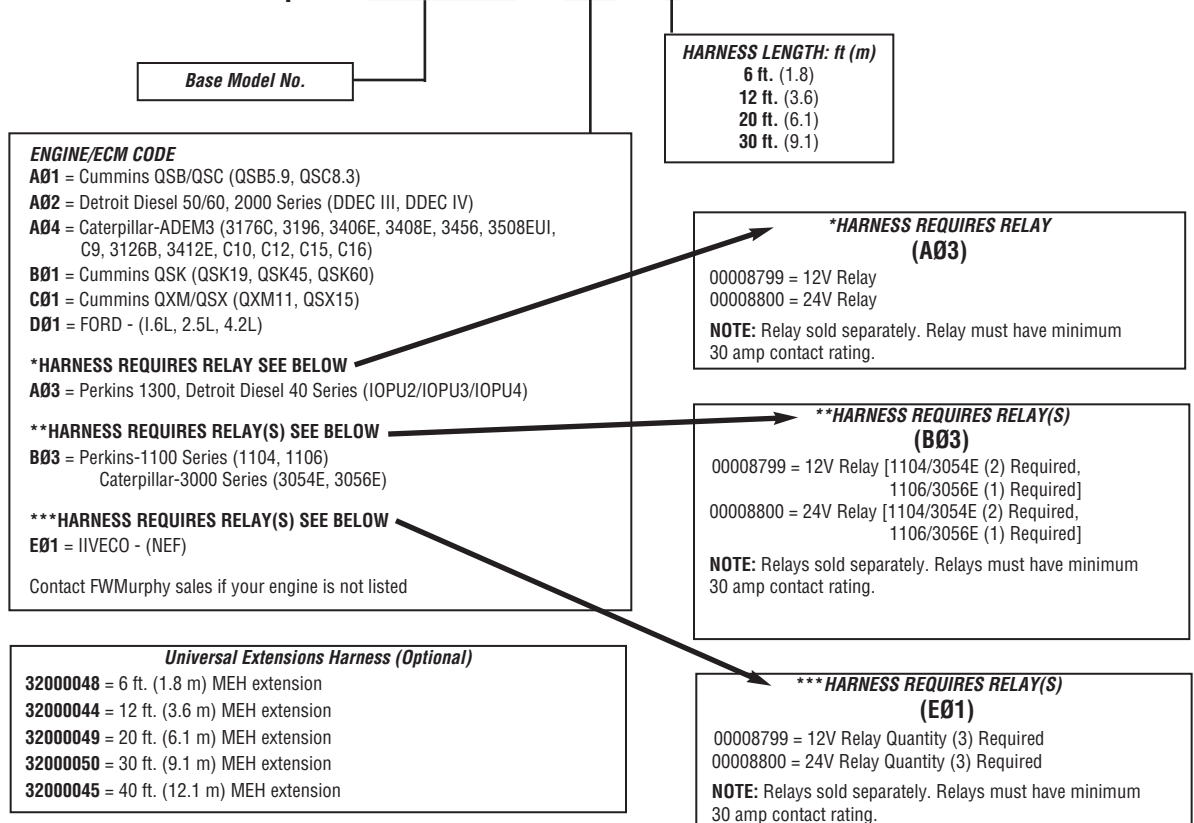 Base Model No.
HARNESS LENGTH: ft (m)
6 ft. (1.8)
12 ft. (3.6)
20 ft. (6.1)
30 ft. (9.1)
ENGINE/ECM CODE
AØ1 = Cummins QSB/QSC (QSB5.9, QSC8.3)
AØ2 = Detroit Diesel 50/60, 2000 Series (DDEC III, DDEC IV)
AØ4 = Caterpillar-ADEM3 (3176C, 3196, 3406E, 3408E, 3456, 3508EUI,
C9, 3126B, 3412E, C10, C12, C15, C16)
BØ1 = Cummins QSK (QSK19, QSK45, QSK60)
CØ1 = Cummins QXM/QSX (QXM11, QSX15)
DØ1 = FORD - (I.6L, 2.5L, 4.2L)
*HARNESS REQUIRES RELAY SEE BELOW
AØ3 = Perkins 1300, Detroit Diesel 40 Series (IOPU2/IOPU3/IOPU4)
**HARNESS REQUIRES RELAY(S) SEE BELOW
BØ3 = Perkins-1100 Series (1104, 1106)
Caterpillar-3000 Series (3054E, 3056E)
***HARNESS REQUIRES RELAY(S) SEE BELOW
EØ1 = IIVECO - (NEF)
Contact FWMurphy sales if your engine is not listed
*HARNESS REQUIRES RELAY
(AØ3)
00008799 = 12V Relay
00008800 = 24V Relay
NOTE: Relay sold separately. Relay must have minimum
30 amp contact rating.
**HARNESS REQUIRES RELAY(S)
(BØ3)
00008799 = 12V Relay [1104/3054E (2) Required,
1106/3056E (1) Required]
00008800 = 24V Relay [1104/3054E (2) Required,
1106/3056E (1) Required]
NOTE: Relays sold separately. Relays must have minimum
30 amp contact rating.
Universal Extensions Harness (Optional)
32000048 = 6 ft. (1.8 m) MEH extension
32000044 = 12 ft. (3.6 m) MEH extension
32000049 = 20 ft. (6.1 m) MEH extension
32000050 = 30 ft. (9.1 m) MEH extension
32000045 = 40 ft. (12.1 m) MEH extension
***HARNESS REQUIRES RELAY(S)
(EØ1)
00008799 = 12V Relay Quantity (3) Required
00008800 = 24V Relay Quantity (3) Required
NOTE: Relays sold separately. Relays must have minimum
30 amp contact rating.